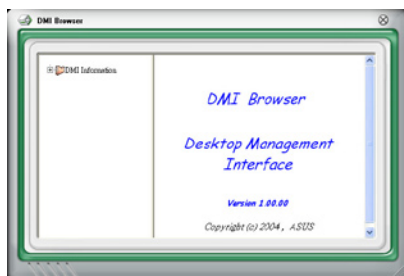 DMI Browser
DMI Information
DMI Browser
Desktop Management
Interface
Version 1.00.00
Copyright (c) 2004, ASUS